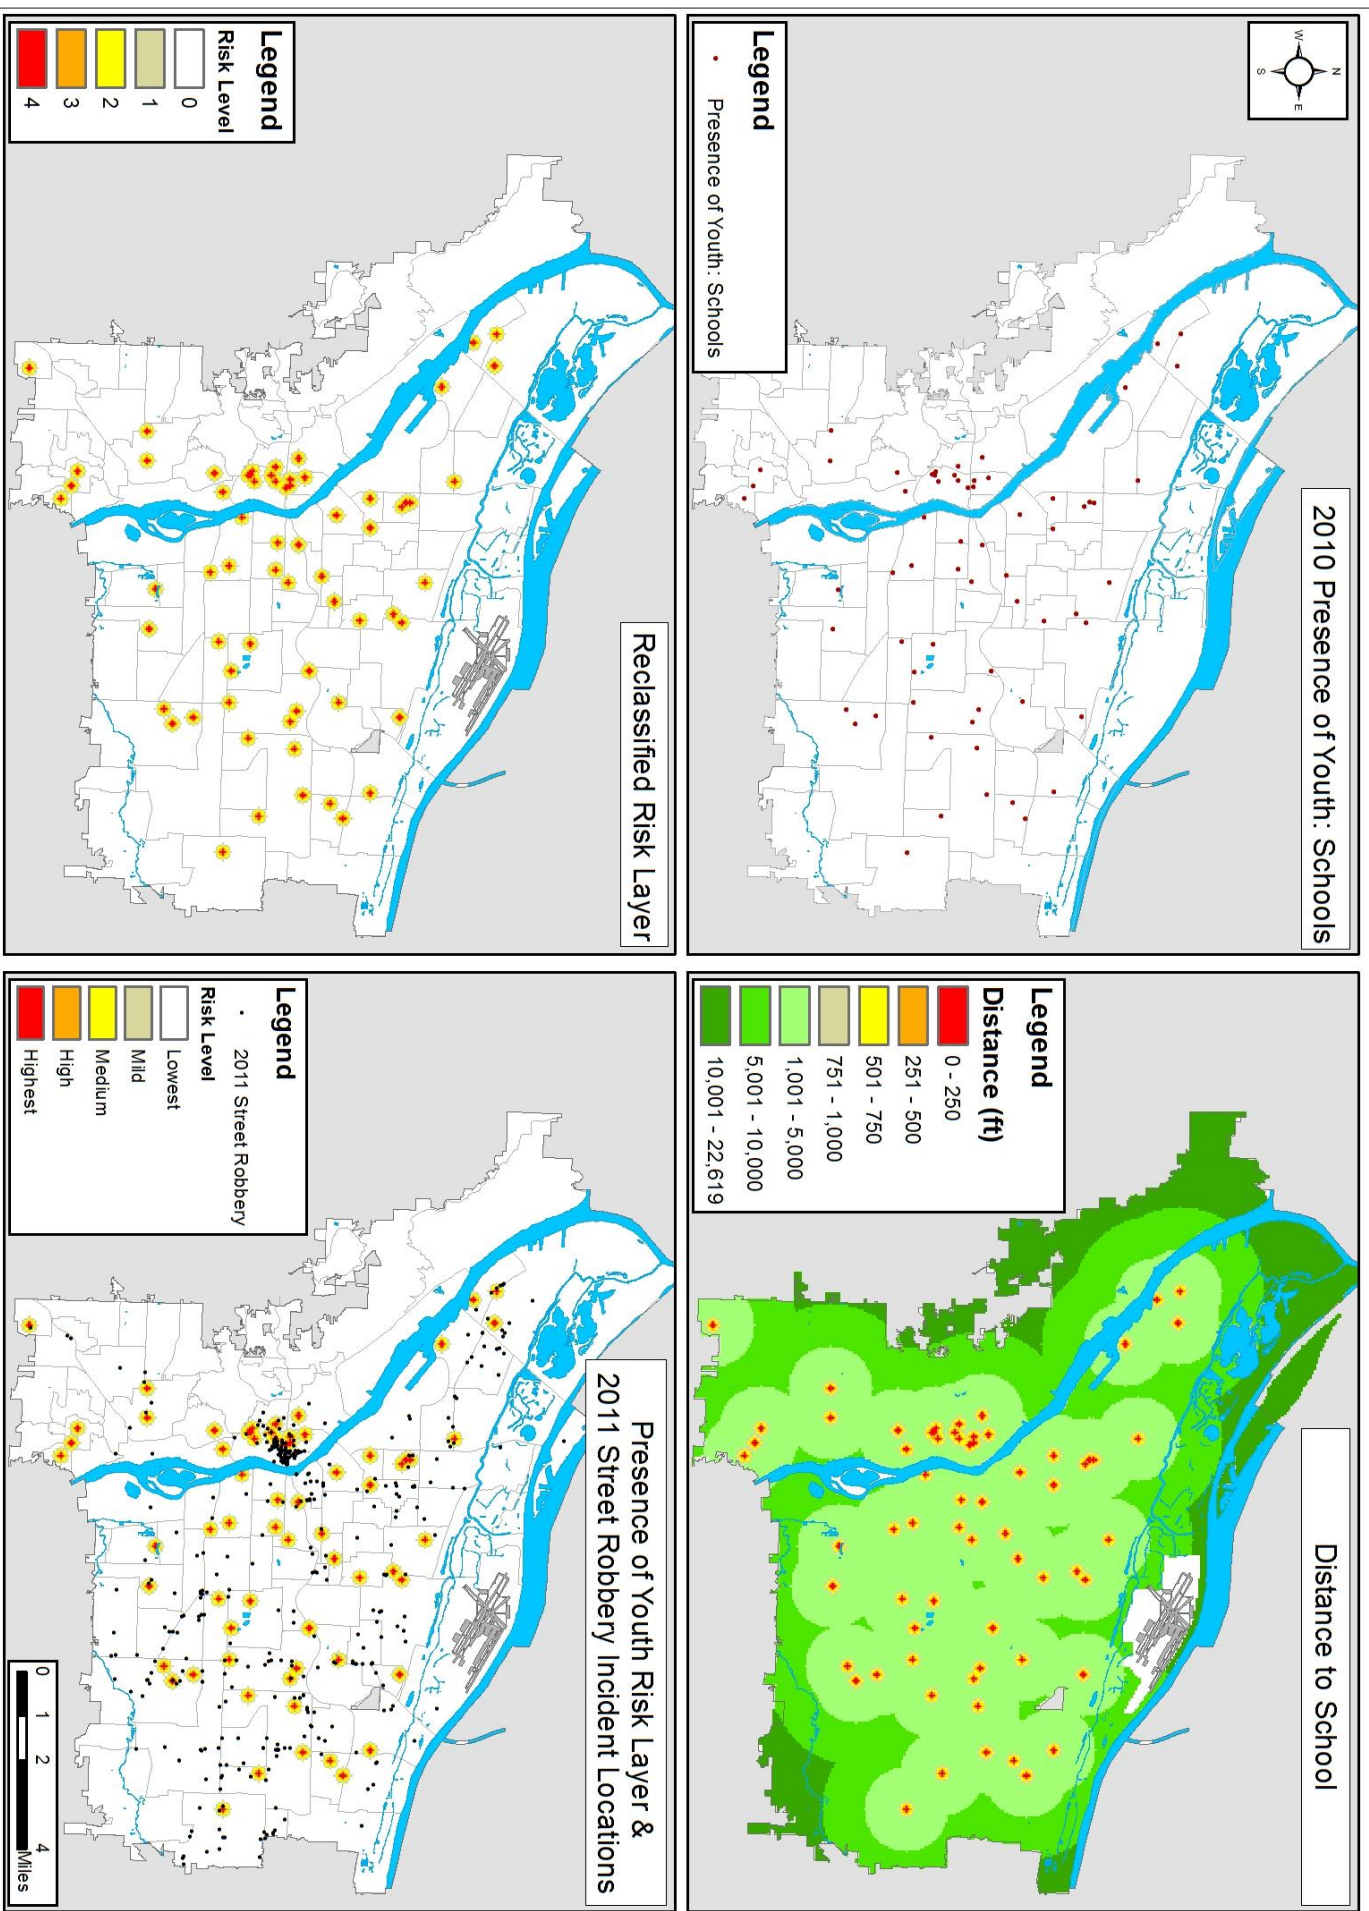 2010 Presence of Youth: Schools
N
W
E
S
Legend
Presence of Youth: Schools
Distance to School
Legend
Distance (ft)
0 - 250
251 - 500
501 - 750
751 - 1,000
1,001 - 5,000
5,001 - 10,000
10,001 - 22,619
Reclassified Risk Layer
Legend
Risk Level
0
1
2
3
4
Presence of Youth Risk Layer &
2011 Street Robbery Incident Locations
Legend
2011 Street Robbery
Risk Level
Lowest
Mild
Medium
High
Highest
0 1 2 4
Miles